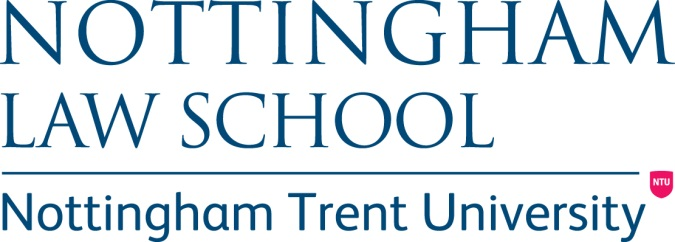 NOTTINGHAM
LAW SCHOOL
NTU
Nottingham Trent University